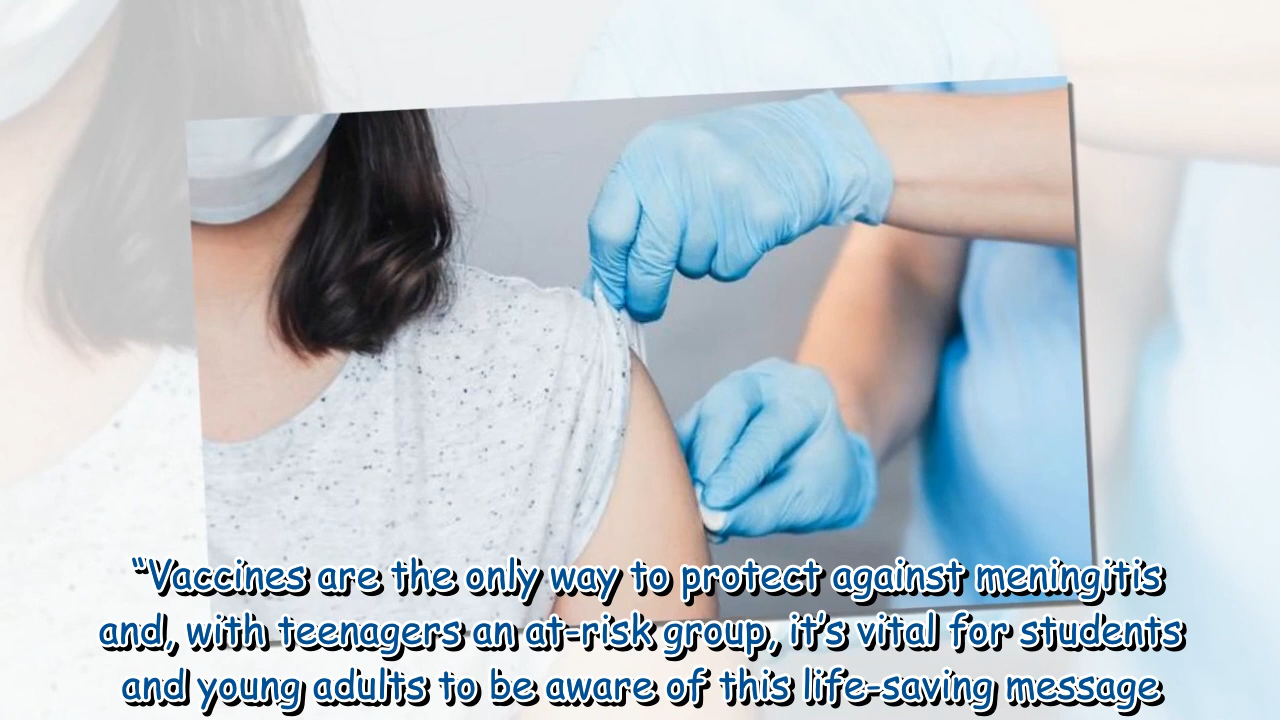 “Vaccines are the only way to protect against meningitis
and, with teenagers an at-risk group, it’s vital for students
and young adults to be aware of this life-saving message